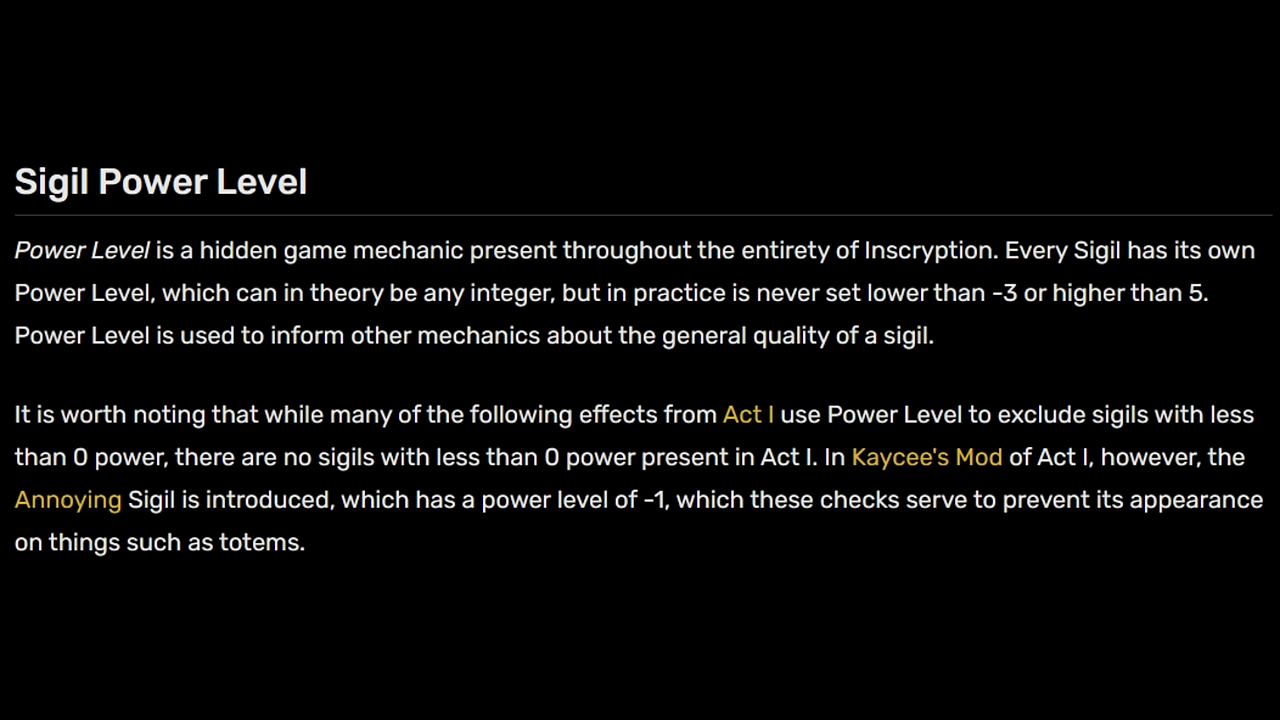 Sigil Power Level
Power Level is a hidden game mechanic present throughout the entirety of Inscryption. Every Sigil has its own
Power Level, which can in theory be any integer, but in practice is never set lower than -3 or higher than 5.
Power Level is used to inform other mechanics about the general quality of a sigil.
It is worth noting that while many of the following effects from Act I use Power Level to exclude sigils with less
than 0 power, there are no sigils with less than 0 power present in Act I. In Kaycee's Mod of Act I, however, the
Annoying Sigil is introduced, which has a power level of -1, which these checks serve to prevent its appearance
on things such as totems.